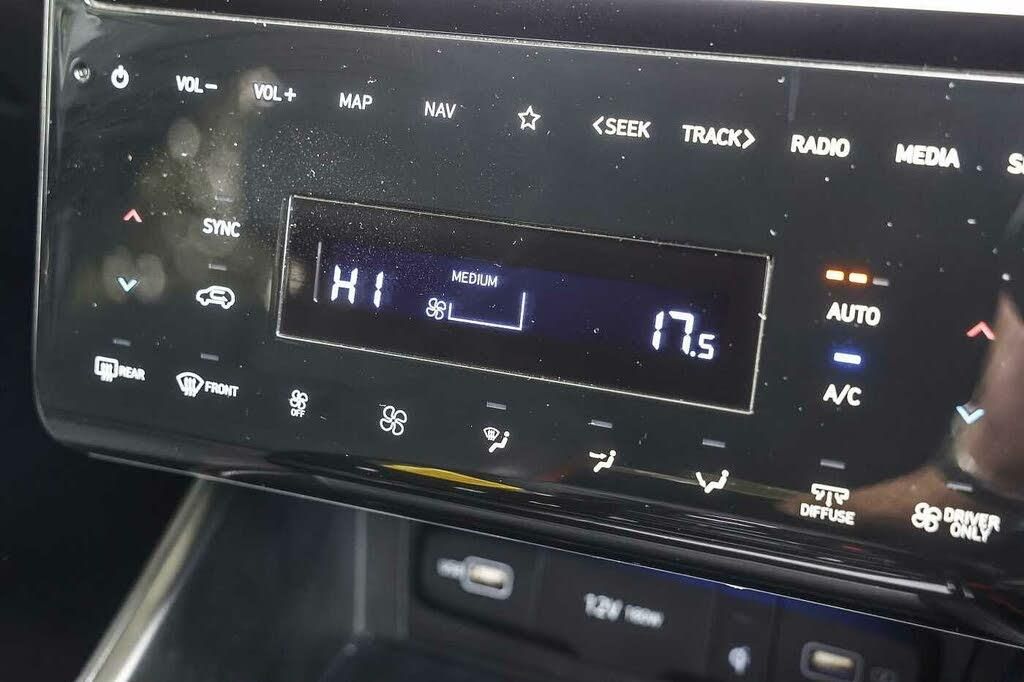 VOL− VOL+ MAP NAV <SEEK TRACK> RADIO MEDIA
SYNC
HI MEDIUM 17.5
AUTO
A/C
REAR FRONT
OFF
DIFFUSE
DRIVER
ONLY
12V 180W